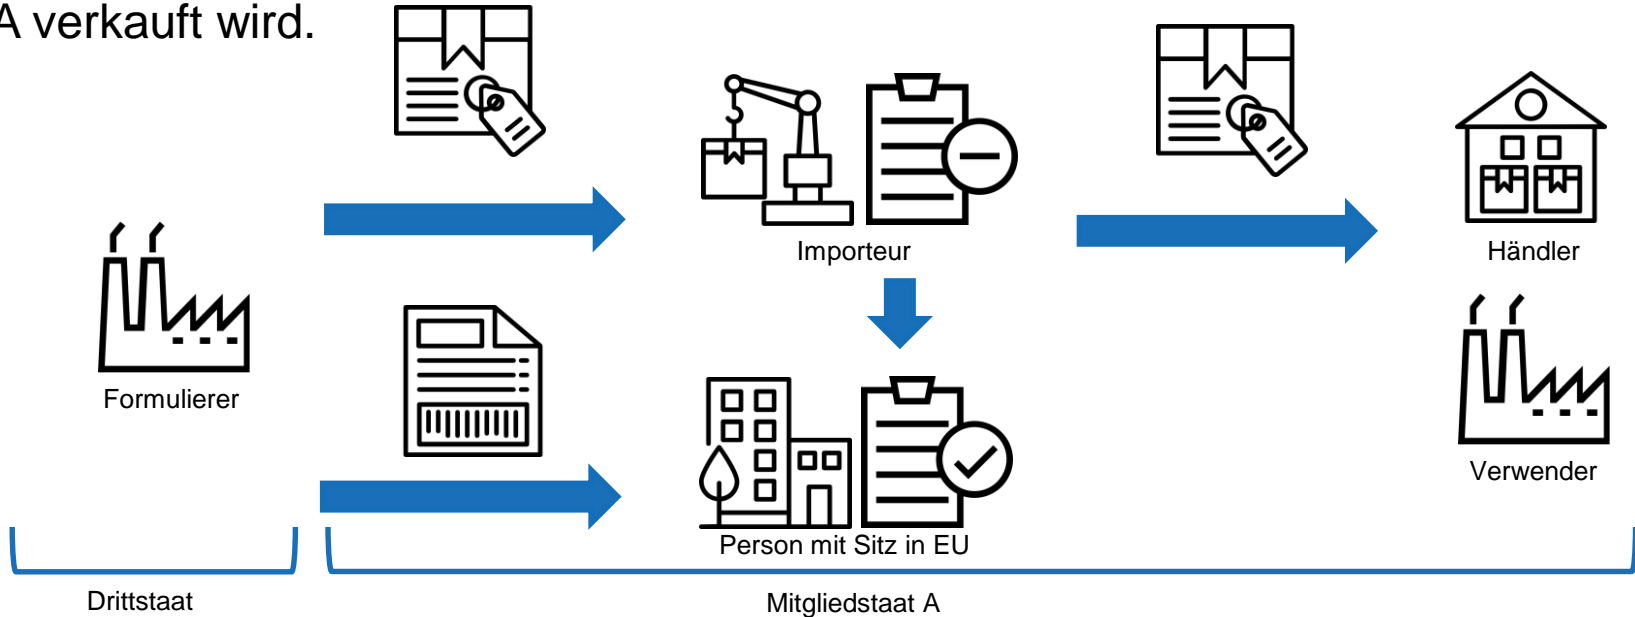 A verkauft wird.
Importeur
Händler
Formulierer
Verwender
Person mit Sitz in EU
Drittstaat
Mitgliedstaat A